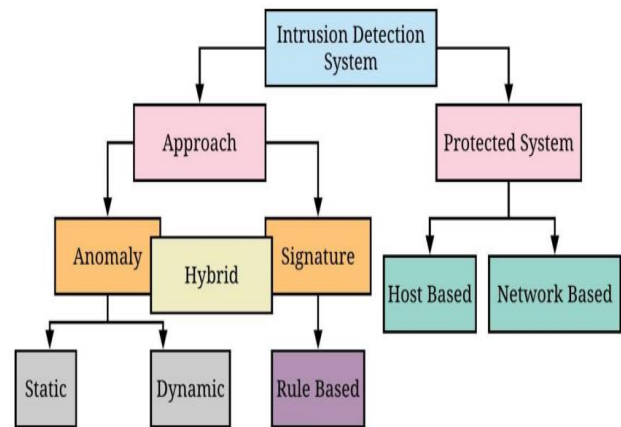 Intrusion Detection
System
Approach
Protected System
Anomaly
Hybrid
Signature
Host Based
Network Based
Static
Dynamic
Rule Based